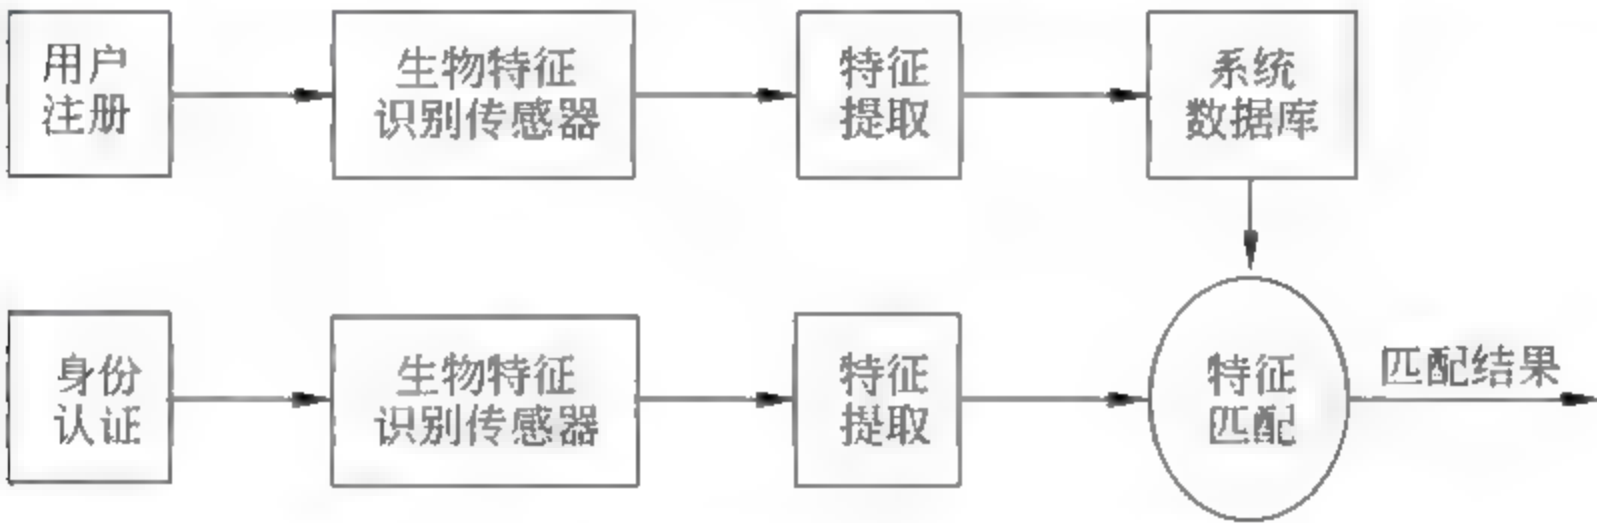 用户
注册
生物特征
识别传感器
特征
提取
系统
数据库
身份
认证
生物特征
识别传感器
特征
提取
特征
匹配
匹配结果